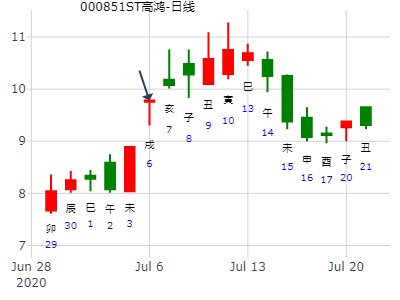 000851ST高鸿-日线
11
10
9
8
7
卯
29
辰
30
巳
1
午
2
未
3
戌
6
亥
7
子
8
丑
9
寅
10
巳
13
午
14
未
15
申
16
酉
17
子
20
丑
21
Jun 28
2020
Jul 6
Jul 13
Jul 20